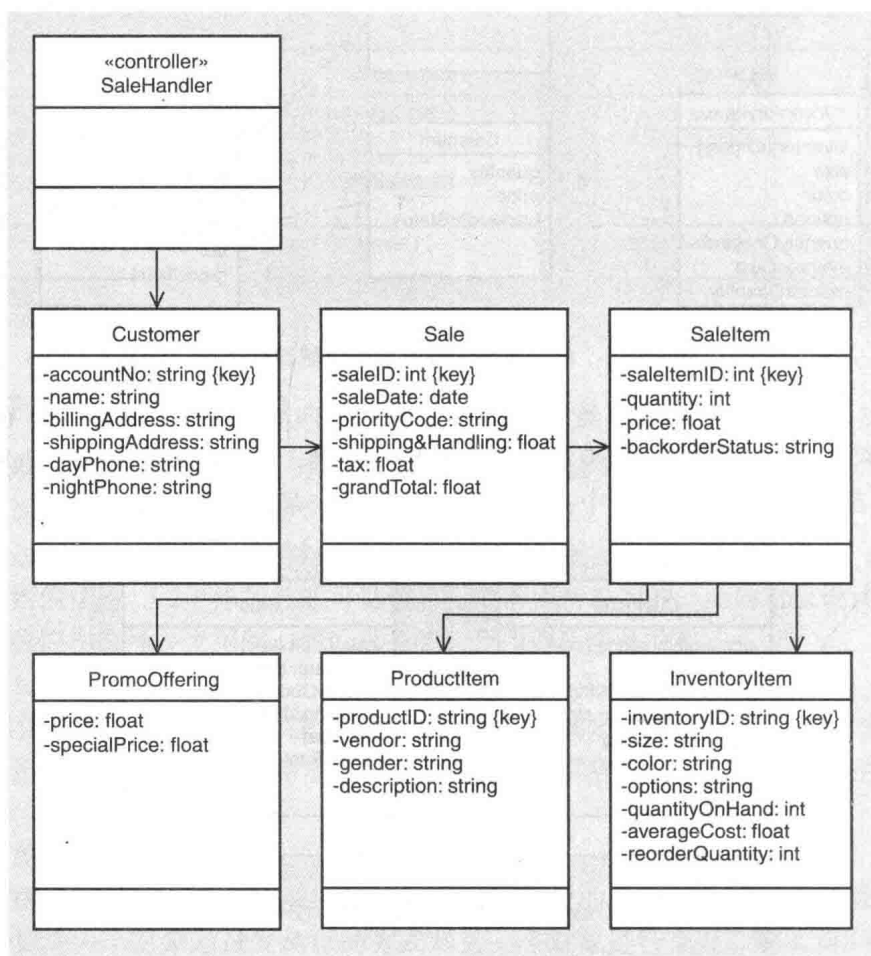 «controller»
SaleHandler
Customer
-accountNo: string {key}
-name: string
-billingAddress: string
-shippingAddress: string
-dayPhone: string
-nightPhone: string
Sale
-saleID: int {key}
-saleDate: date
-priorityCode: string
-shipping&Handling: float
-tax: float
-grandTotal: float
SaleItem
-saleItemID: int {key}
-quantity: int
-price: float
-backorderStatus: string
PromoOffering
-price: float
-specialPrice: float
ProductItem
-productID: string {key}
-vendor: string
-gender: string
-description: string
InventoryItem
-inventoryID: string {key}
-size: string
-color: string
-options: string
-quantityOnHand: int
-averageCost: float
-reorderQuantity: int